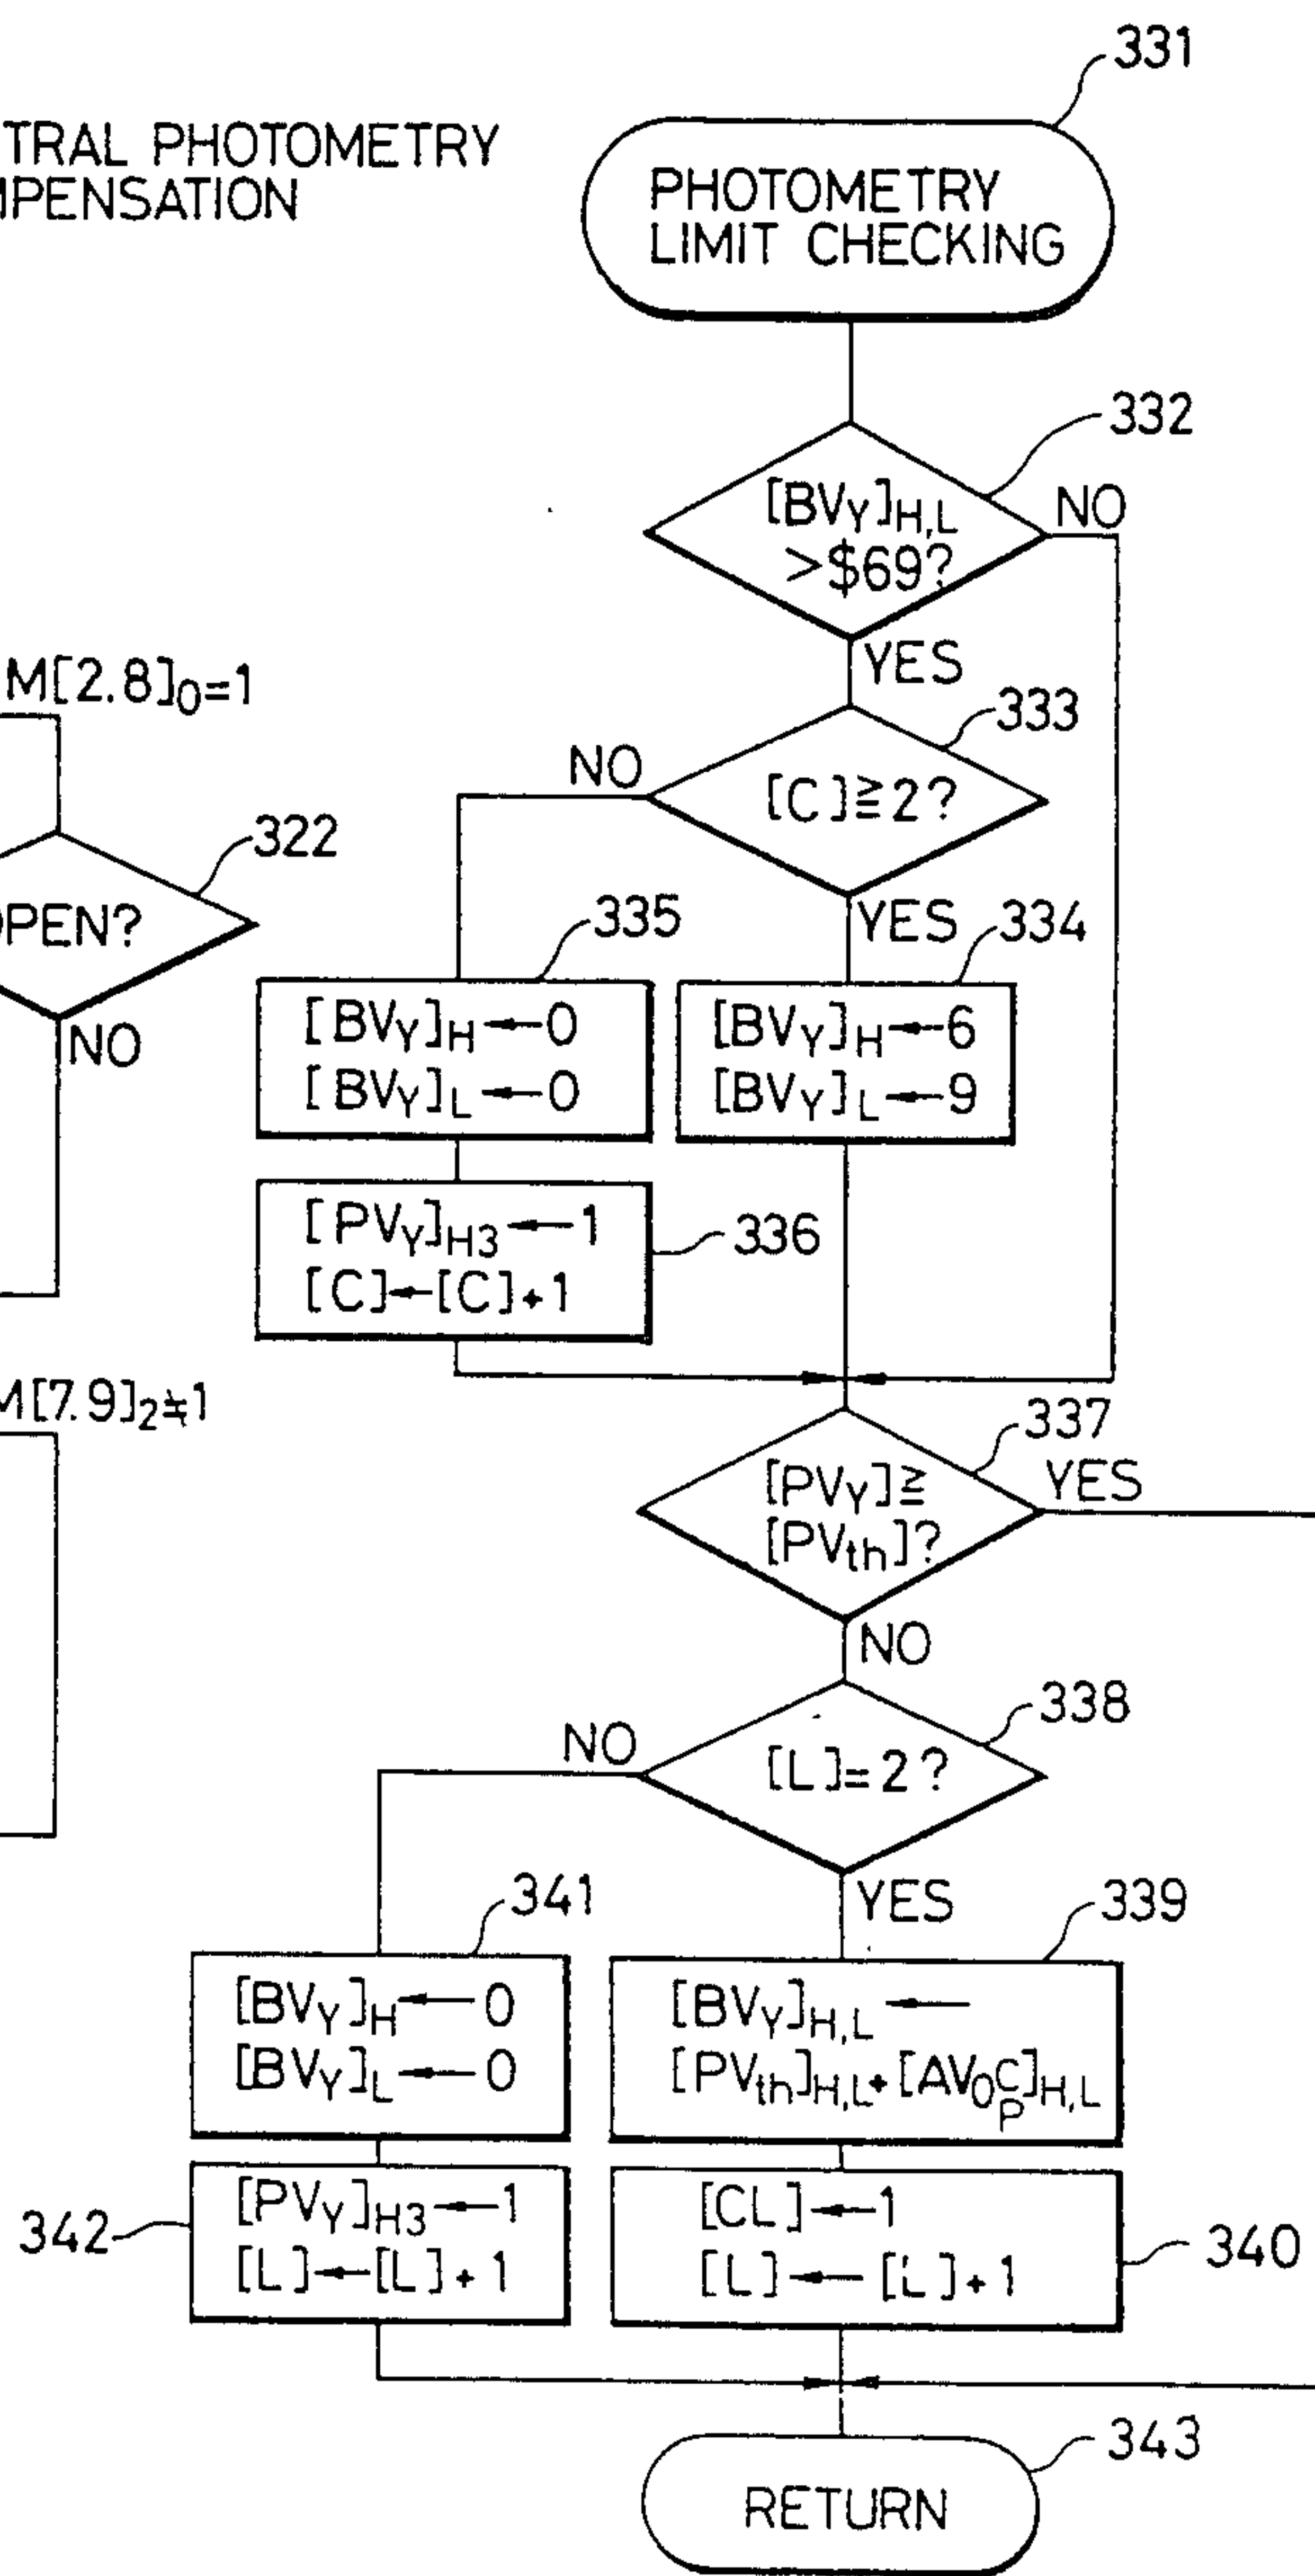 TRAL PHOTOMETRY
MPENSATION
331
PHOTOMETRY
LIMIT CHECKING
332
[BVY]H,L
>$69?
NO
YES
M[2.8]0=1
333
NO
[C]≧2?
322
OPEN?
NO
YES
335
334
[BVY]H←0
[BVY]L←0
[BVY]H←6
[BVY]L←9
[PVY]H3←1
[C]←[C]+1
336
M[7.9]2≠1
337
[PVY]≧
[PVth]?
YES
NO
338
NO
[L]=2?
YES
341
339
[BVY]H←0
[BVY]L←0
[BVY]H,L←
[PVth]H,L+[AV0CP]H,L
342
[PVY]H3←1
[L]←[L]+1
[CL]←1
[L]←[L]+1
340
343
RETURN